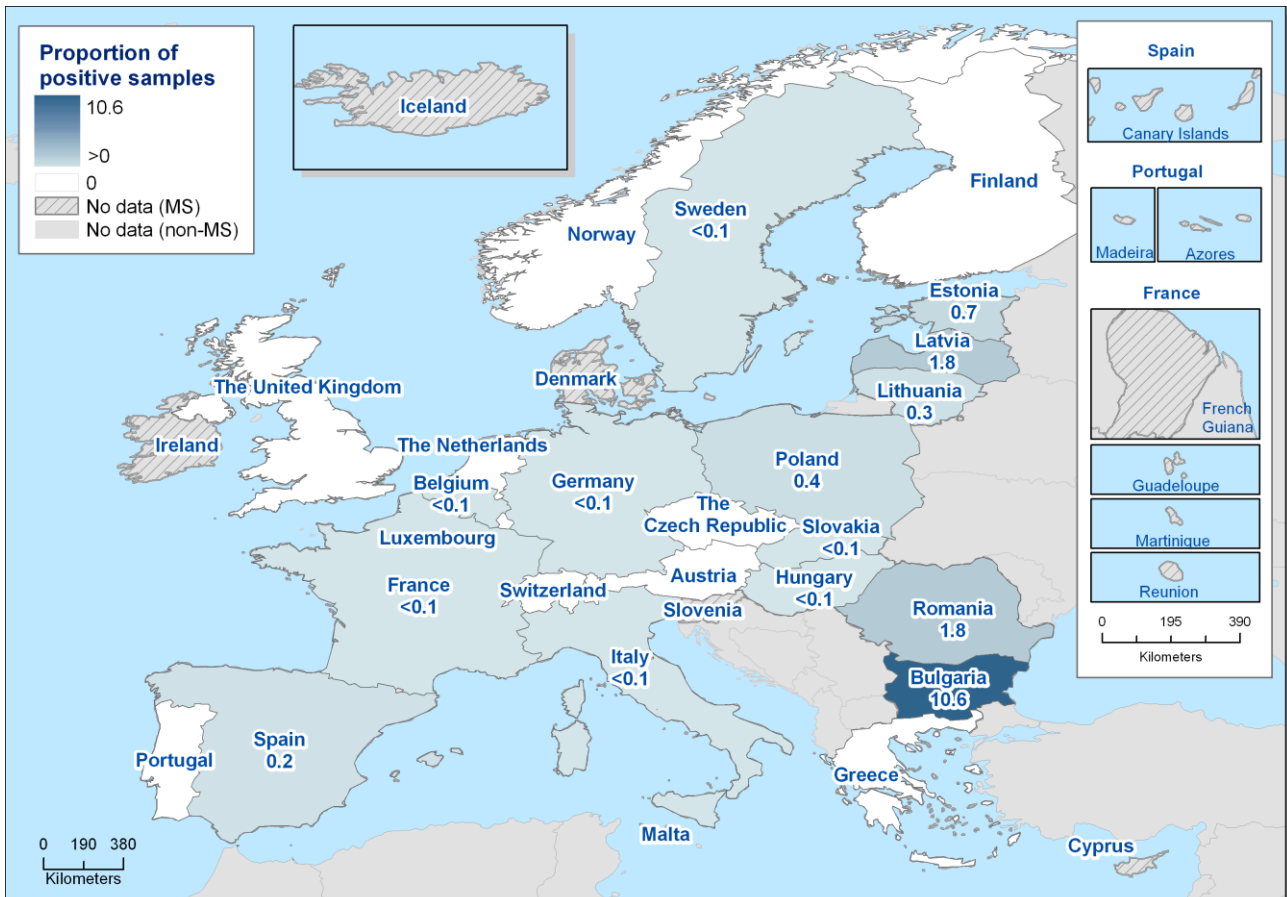 Proportion of
positive samples
10.6
>0
0
No data (MS)
No data (non-MS)
Iceland
Spain
Canary Islands
Portugal
Madeira
Azores
France
French
Guiana
Guadeloupe
Martinique
Reunion
0 195 390
Kilometers
Finland
Sweden
<0.1
Norway
Estonia
0.7
Latvia
1.8
Lithuania
0.3
Denmark
The United Kingdom
Ireland
The Netherlands
Belgium
<0.1
Germany
<0.1
Poland
0.4
The
Czech Republic
Slovakia
<0.1
Luxembourg
France
<0.1
Switzerland
Austria
Hungary
<0.1
Slovenia
Romania
1.8
Italy
<0.1
Bulgaria
10.6
Portugal
Spain
0.2
Greece
Malta
Cyprus
0 190 380
Kilometers